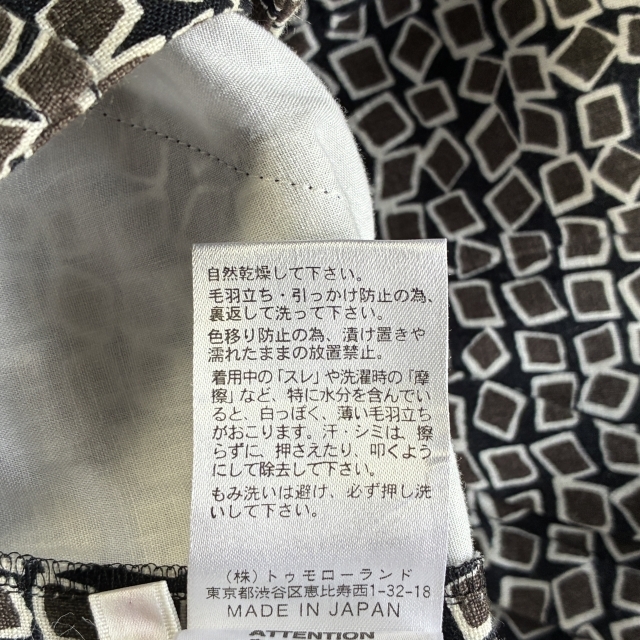 自然乾燥して下さい。
毛羽立ち・引っかけ防止の為、
裏返して洗って下さい。
色移り防止の為、漬け置きや
濡れたままの放置禁止。
着用中の「スレ」や洗濯時の「摩
擦」など、特に水分を含んでい
ると、白っぽく、薄い毛羽立ち
がおこります。汗・シミは、擦
らずに、押さえたり、叩くよう
にして除去して下さい。
もみ洗いは避け、必ず押し洗
いして下さい。
(株)トゥモローランド
東京都渋谷区恵比寿西1-32-18
MADE IN JAPAN
ATTENTION